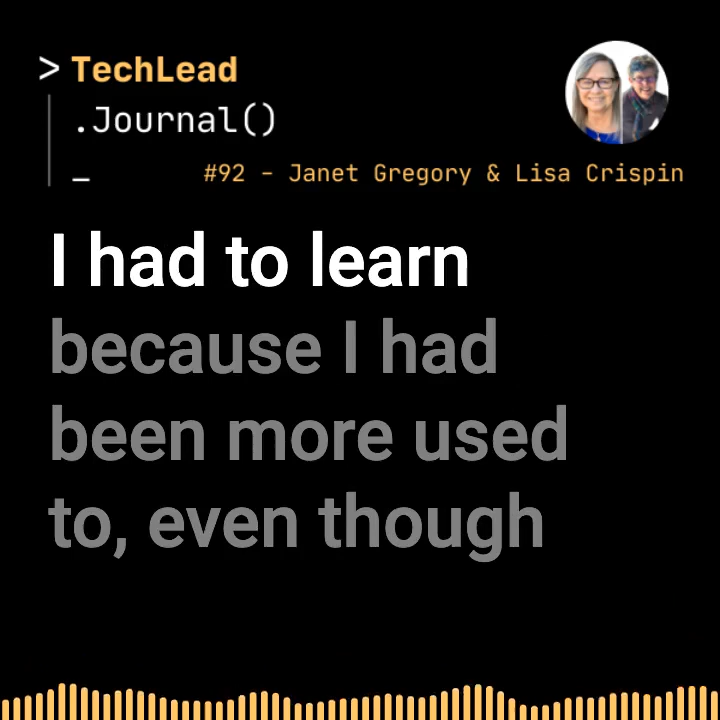 > TechLead
.Journal()
_
#92 - Janet Gregory & Lisa Crispin
I had to learn
because I had
been more used
to, even though